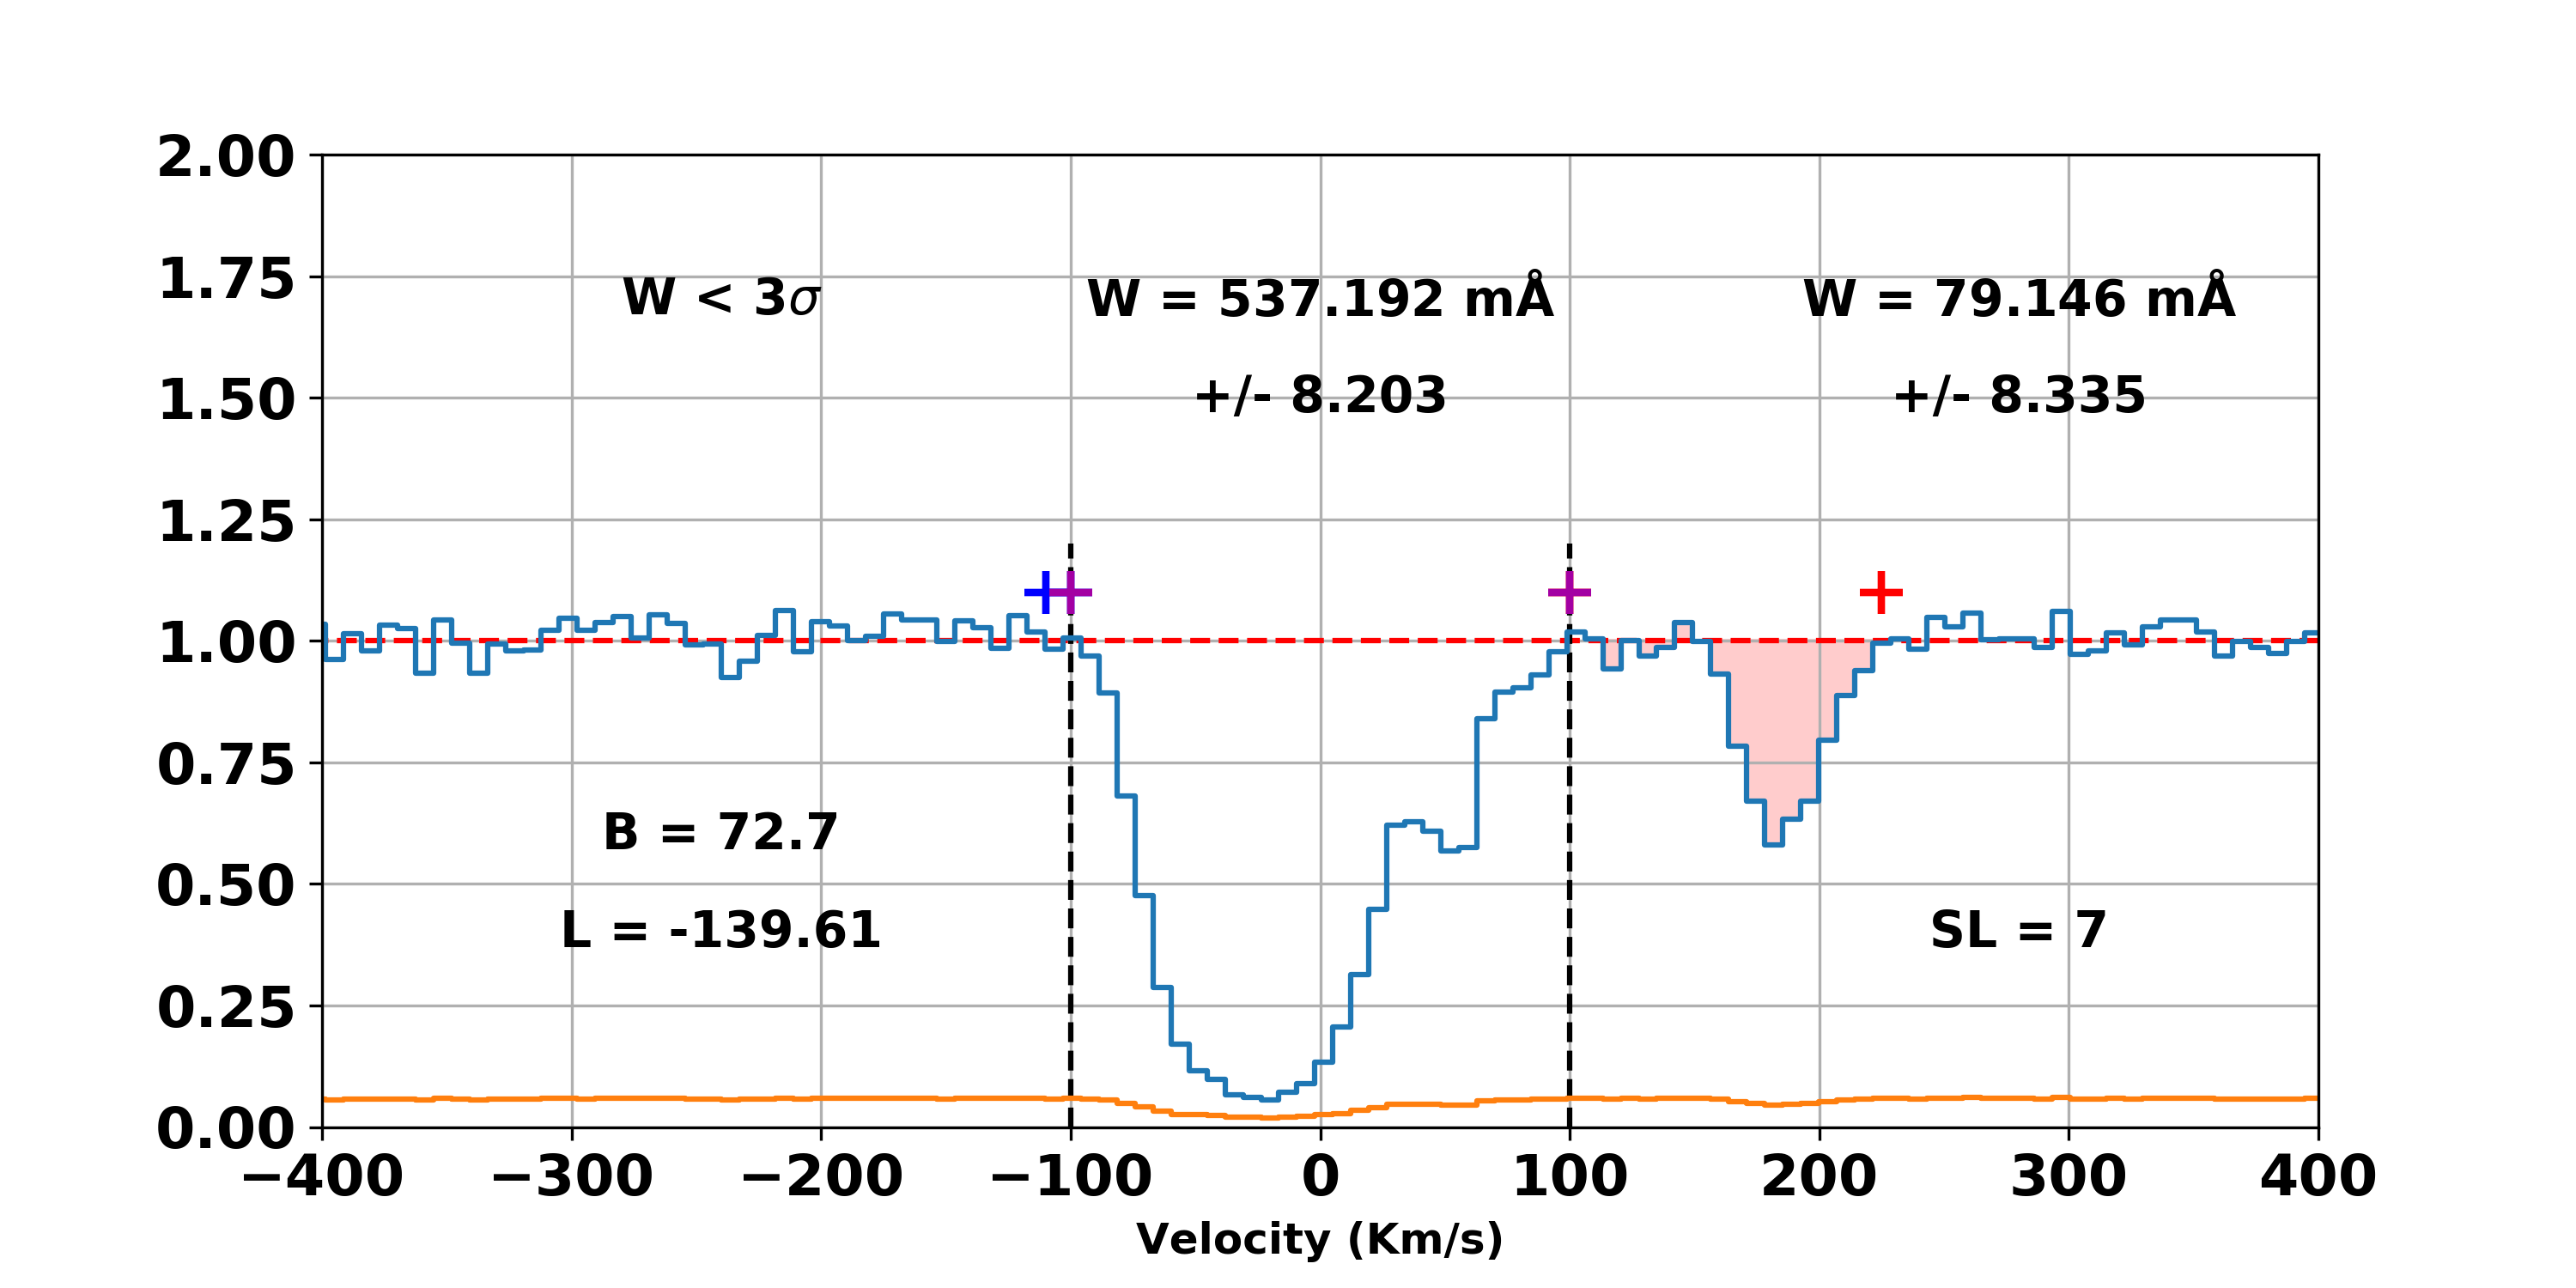 2.00
1.75
1.50
1.25
1.00
0.75
0.50
0.25
0.00
W < 3σ
W = 537.192 mÅ
+/- 8.203
W = 79.146 mÅ
+/- 8.335
B = 72.7
L = -139.61
SL = 7
−400 −300 −200 −100 0 100 200 300 400
Velocity (Km/s)